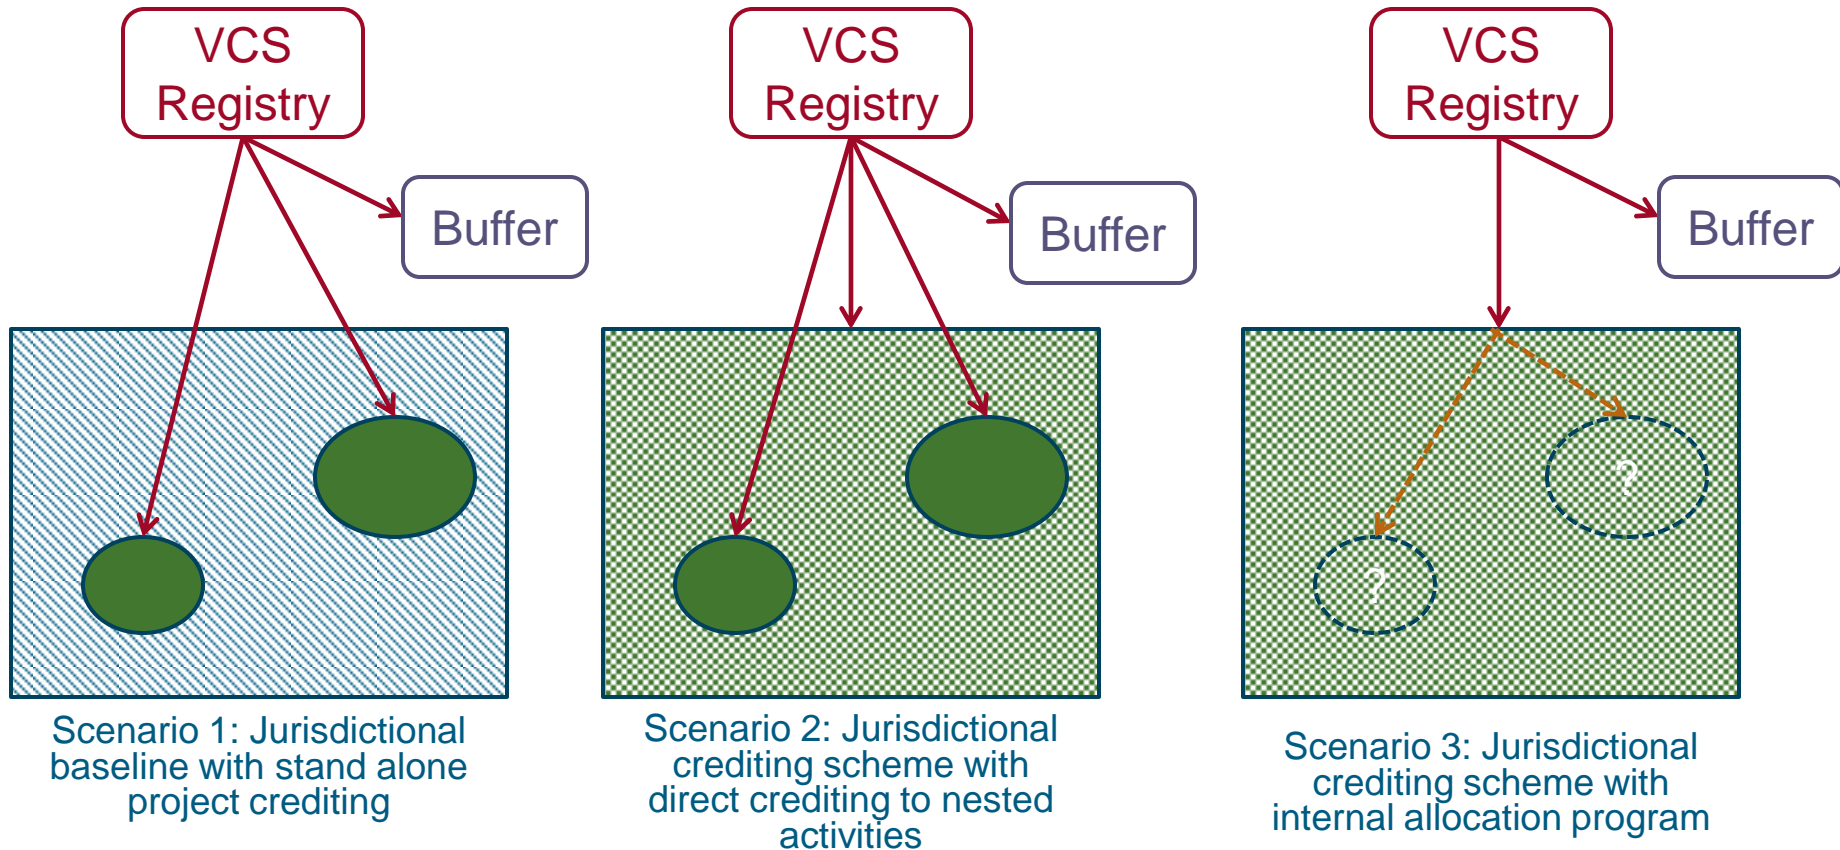 VCS
Registry
Buffer
VCS
Registry
Buffer
VCS
Registry
Buffer
?
?
Scenario 1: Jurisdictional
baseline with stand alone
project crediting
Scenario 2: Jurisdictional
crediting scheme with
direct crediting to nested
activities
Scenario 3: Jurisdictional
crediting scheme with
internal allocation program